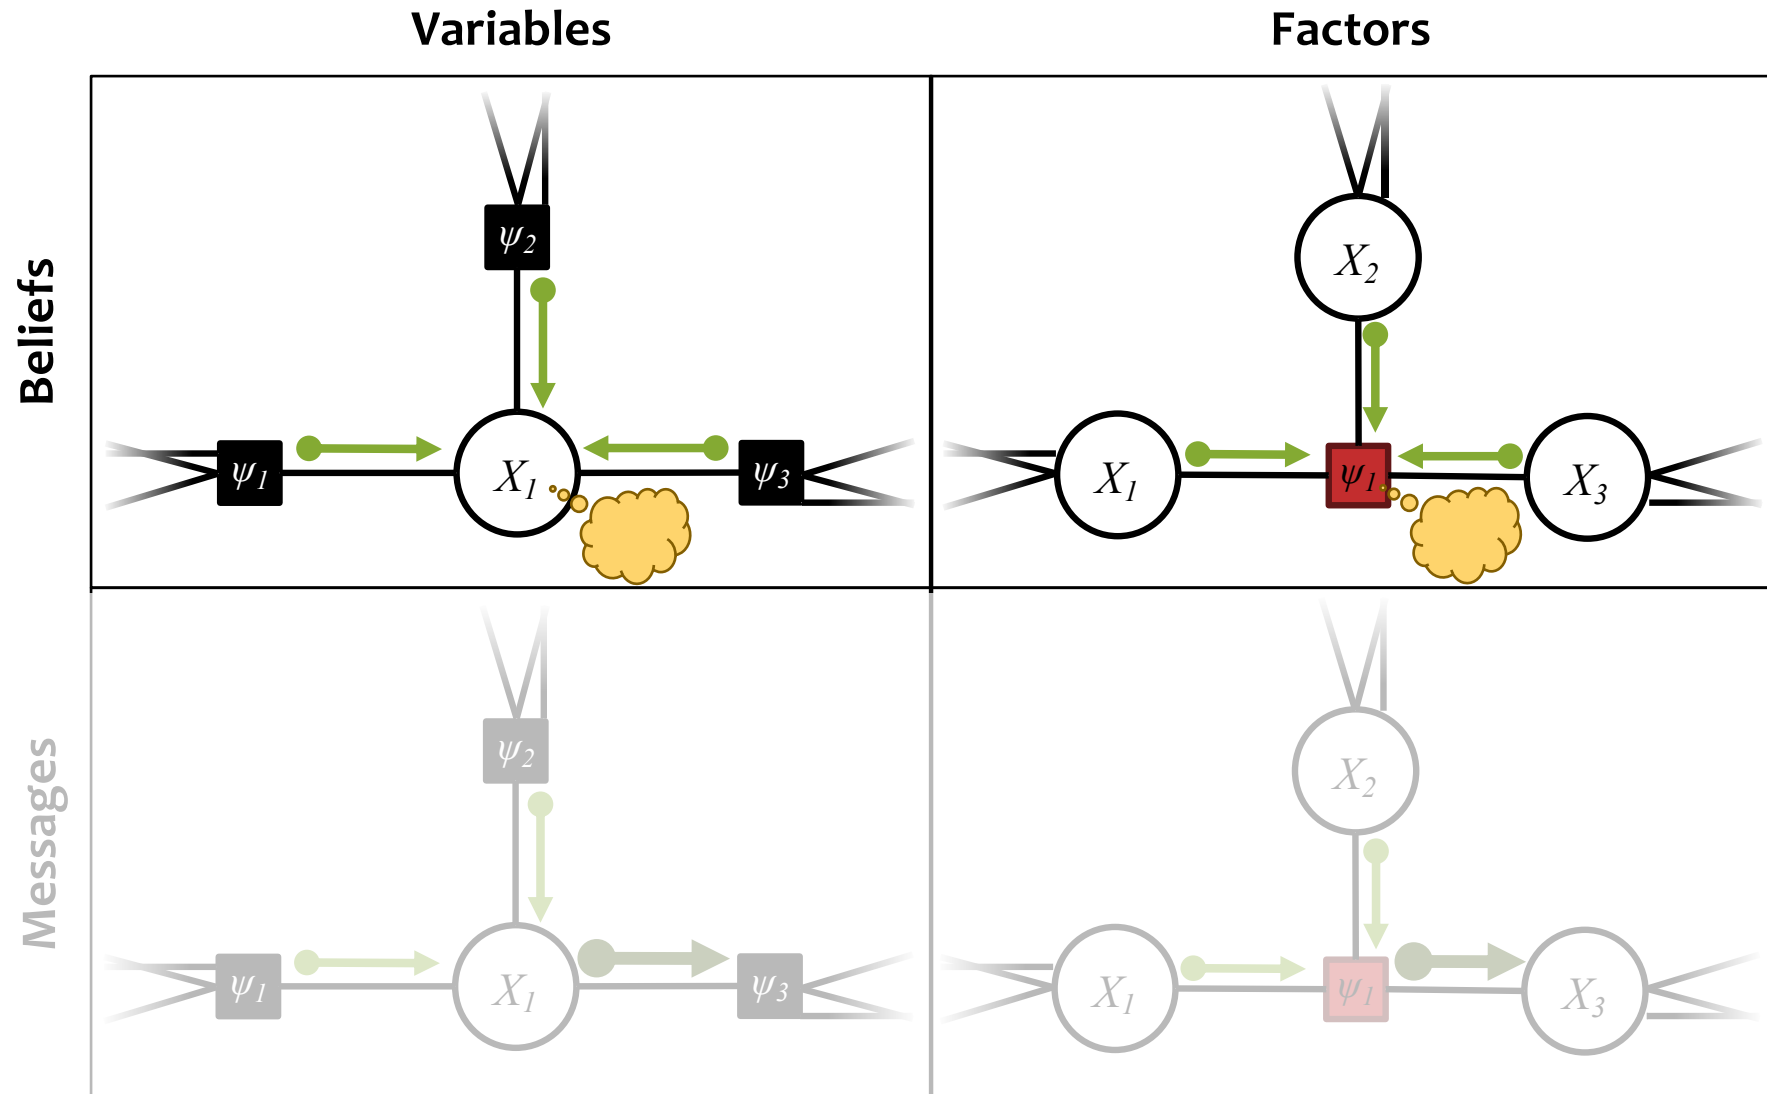 Variables
Factors
Beliefs
ψ2
X1
ψ1
ψ3
X2
X1
ψ1
X3
Messages
ψ2
X1
ψ1
ψ3
X2
X1
ψ1
X3